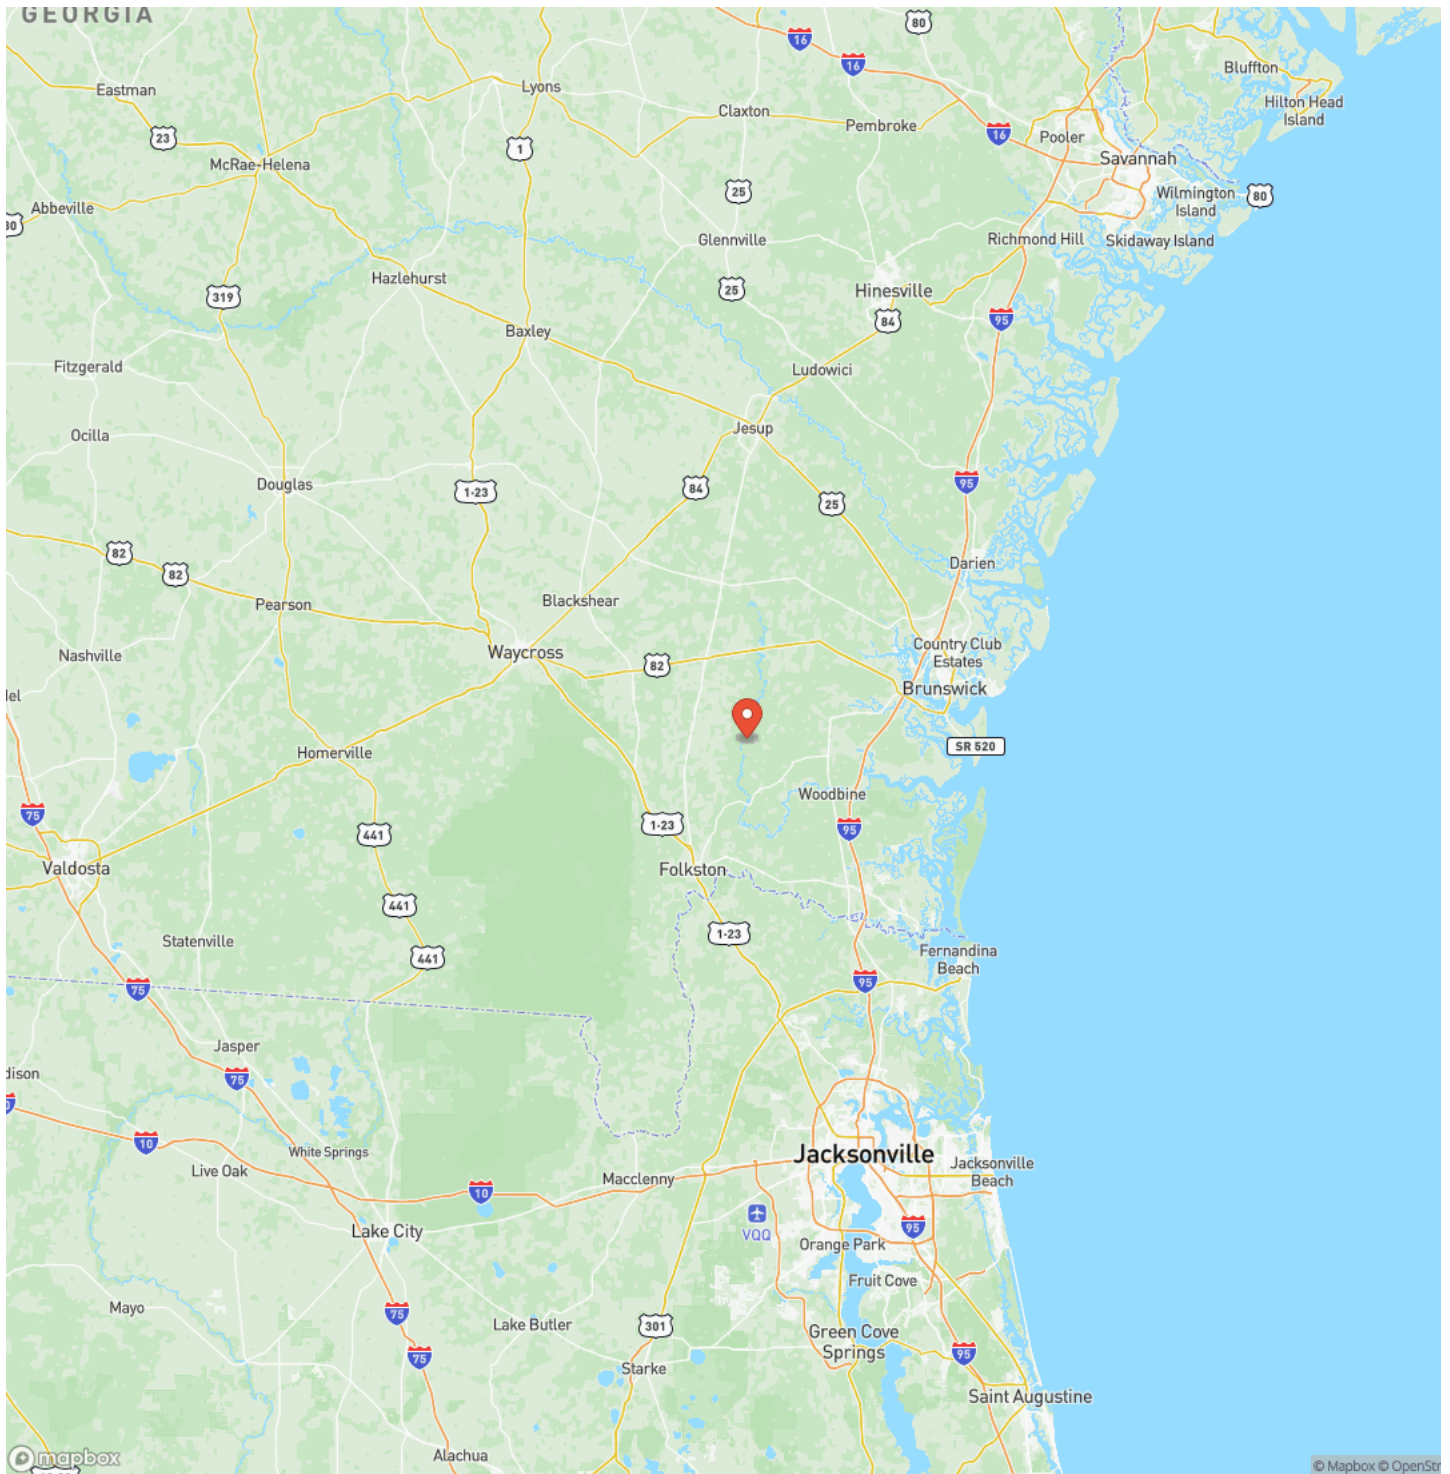 GEORGIA
80
16
16
Bluffton
Eastman
Lyons
Hilton Head
Island
Claxton
Pembroke
23
16
Pooler
1
McRae-Helena
Savannah
25
Wilmington
Island
80
Abbeville
Glennville
Richmond Hill
Skidaway Island
Hazlehurst
319
25
Hinesville
84
95
Baxley
Fitzgerald
Ludowici
Ocilla
Jesup
Douglas
1-23
84
95
25
82
82
Darien
Pearson
Blackshear
Nashville
Waycross
82
Country Club
Estates
Brunswick
Homerville
SR 520
75
Woodbine
441
1-23
95
Valdosta
Folkston
441
Statenville
1-23
441
Fernandina
Beach
75
95
Jasper
75
10
White Springs
Live Oak
Jacksonville
Jacksonville
Beach
Macclenny
10
Lake City
VQQ
95
Orange Park
Fruit Cove
Mayo
75
Lake Butler
301
Green Cove
Springs
75
95
Starke
Saint Augustine
Alachua
mapbox
© Mapbox © OpenStr